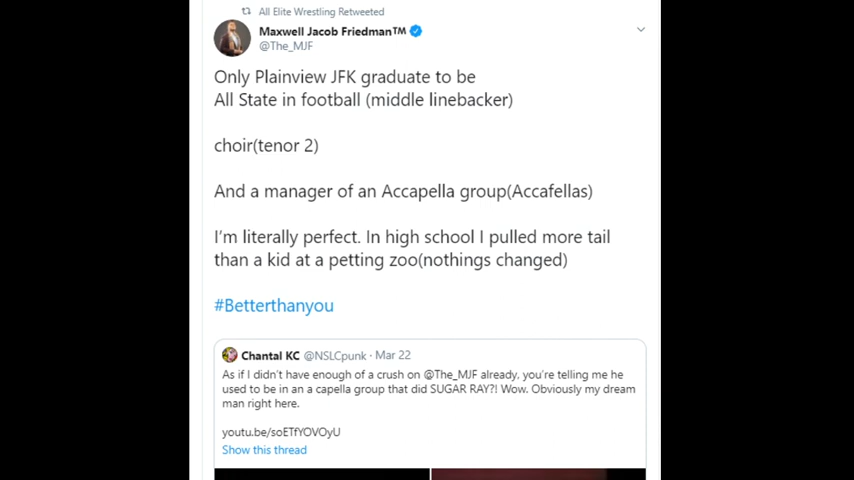 All Elite Wrestling Retweeted
Maxwell Jacob Friedman™
@The_MJF
Only Plainview JFK graduate to be
All State in football (middle linebacker)
choir(tenor 2)
And a manager of an Accapella group(Accafellas)
I'm literally perfect. In high school I pulled more tail
than a kid at a petting zoo(nothings changed)
#Betterthanyou
Chantal KC @NSLCpunk · Mar 22
As if I didn't have enough of a crush on @The_MJF already, you're telling me he
used to be in an a capella group that did SUGAR RAY?! Wow. Obviously my dream
man right here.
youtu.be/soETfYOVOyU
Show this thread